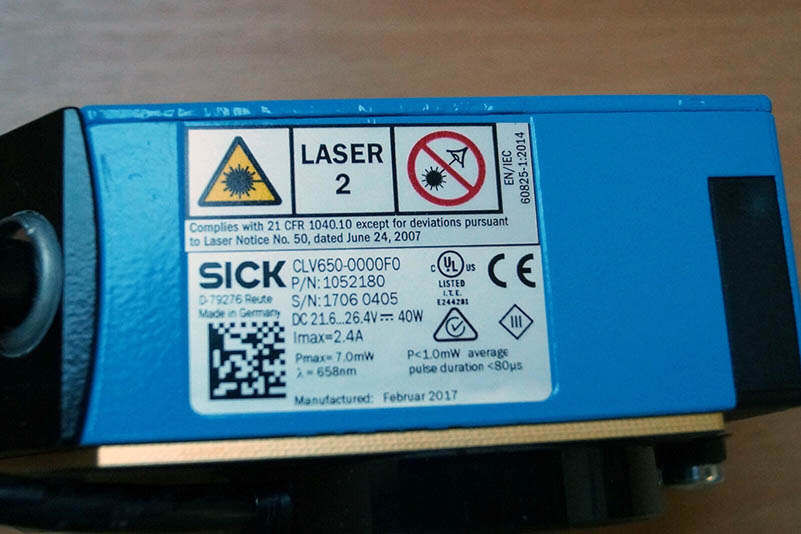 LASER
2
EN/IEC
60825-1:2014
Complies with 21 CFR 1040.10 except for deviations pursuant
to Laser Notice No. 50, dated June 24, 2007
SICK
D-79276 Reute
Made in Germany
CLV650-0000F0
P/N: 1052180
S/N: 1706 0405
DC 21.6...26.4V ⎓ 40W
Imax=2.4A
Pmax= 7.0mW
λ = 658nm
C UL US
LISTED
I.T.E.
E244281
CE
III
P<1.0mW average
pulse duration <80µs
Manufactured: Februar 2017